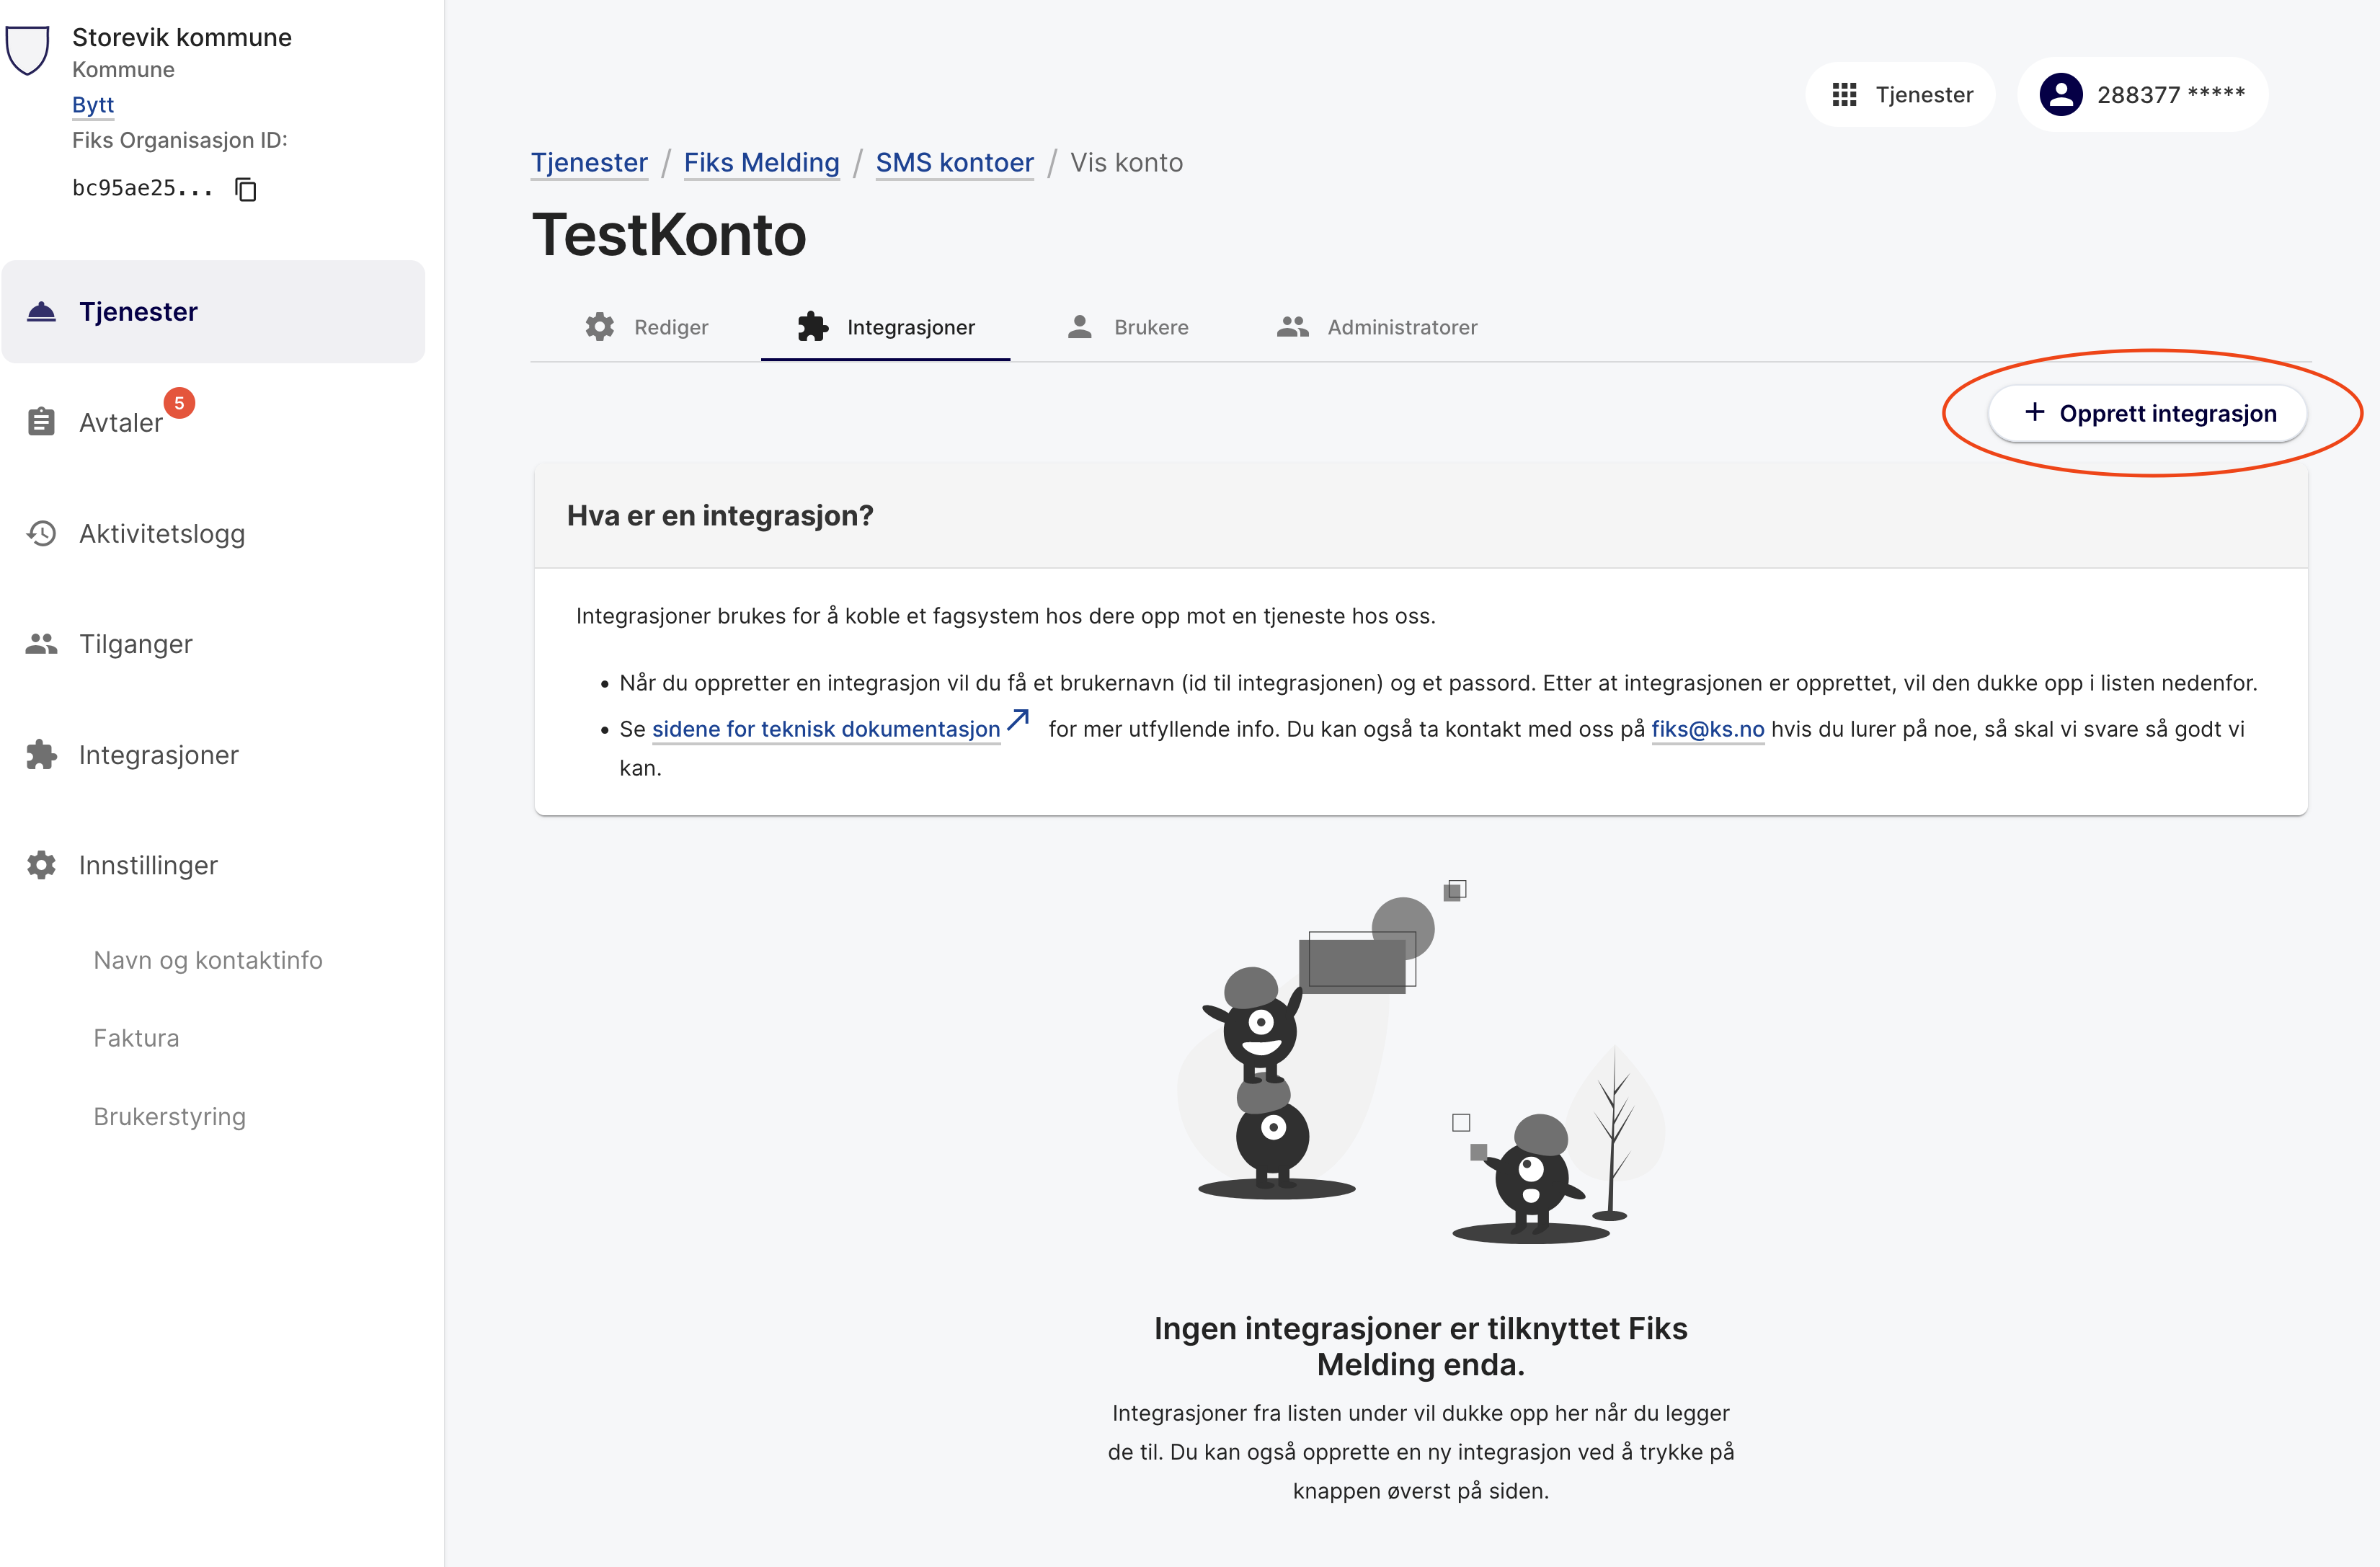 Storevik kommune
Kommune
Bytt
Fiks Organisasjon ID:
bc95ae25...
Tjenester
Avtaler
5
Aktivitetslogg
Tilganger
Integrasjoner
Innstillinger
Navn og kontaktinfo
Faktura
Brukerstyring
Tjenester
288377 *****
Tjenester / Fiks Melding / SMS kontoer / Vis konto
TestKonto
Rediger Integrasjoner Brukere Administratorer
+ Opprett integrasjon
Hva er en integrasjon?
Integrasjoner brukes for å koble et fagsystem hos dere opp mot en tjeneste hos oss.
• Når du oppretter en integrasjon vil du få et brukernavn (id til integrasjonen) og et passord. Etter at integrasjonen er opprettet, vil den dukke opp i listen nedenfor.
• Se sidene for teknisk dokumentasjon for mer utfyllende info. Du kan også ta kontakt med oss på fiks@ks.no hvis du lurer på noe, så skal vi svare så godt vi
kan.
Ingen integrasjoner er tilknyttet Fiks
Melding enda.
Integrasjoner fra listen under vil dukke opp her når du legger
de til. Du kan også opprette en ny integrasjon ved å trykke på
knappen øverst på siden.